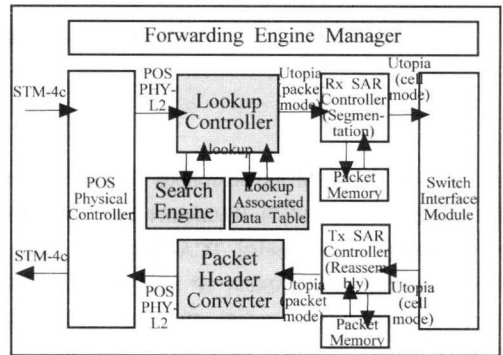 Forwarding Engine Manager
STM-4c
POS
PHY-
L2
Lookup
Controller
lookup
Utopia
(packet
mode)
Rx SAR
Controller
(Segmen-
tation)
Utopia
(cell
mode)
Packet Memory
Search
Engine
Lookup
Associated
Data Table
POS
Physical
Controller
Switch
Interface
Module
STM-4c
POS
PHY-
L2
Packet
Header
Converter
Utopia
(packet
mode)
Tx SAR
Controller
(Reassem-
bly)
Utopia
(cell
mode)
Packet Memory